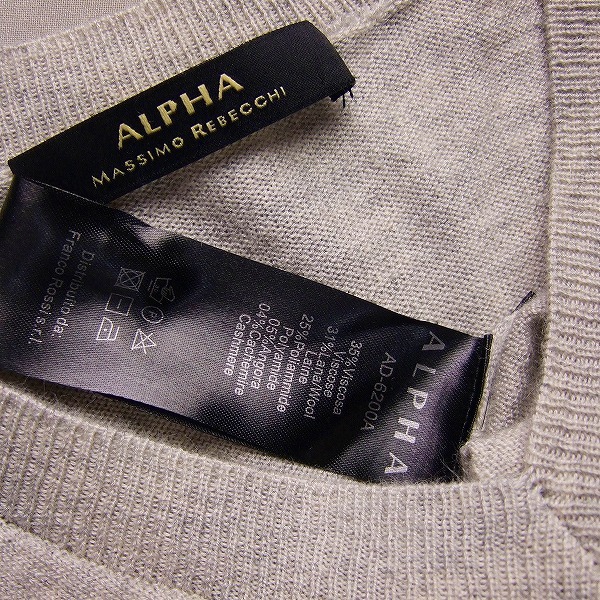 ALPHA
MASSIMO REBECCHI
ALPHA
AD-6200A
35%Viscosa
Viscose
31%Lana/Wool
Laine
25%Poliammide
Polyamide
05%Angora
04%Cachemire
Cashmere
Distribuito da:
Franco Rossi s.r.l.